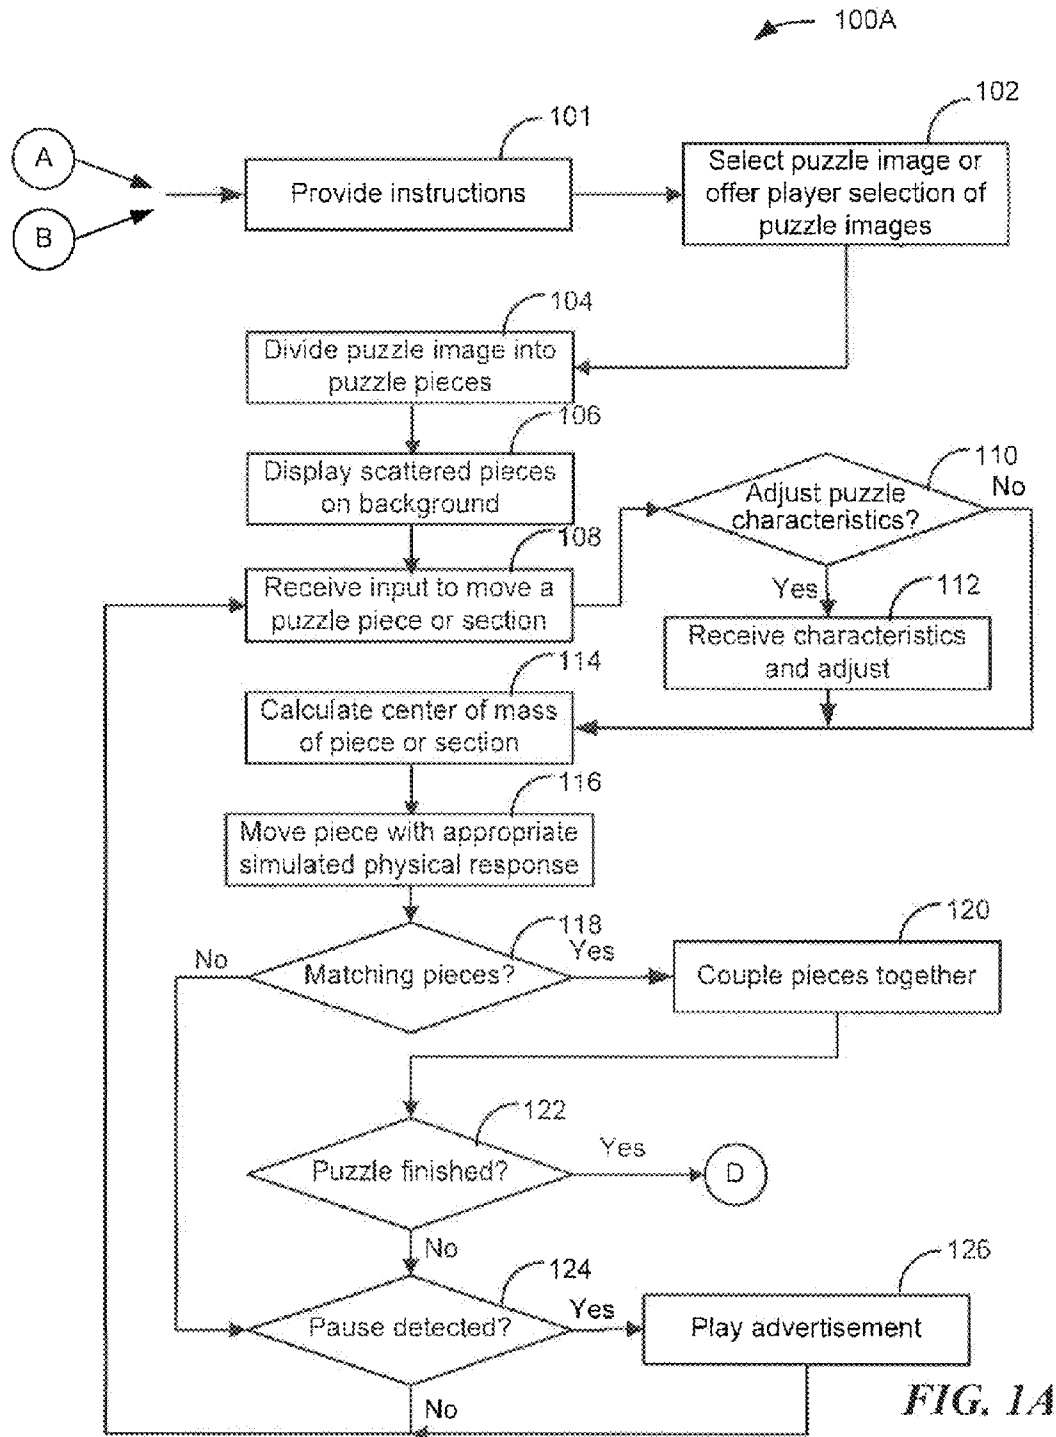 100A
A
B
101
Provide instructions
102
Select puzzle image or
offer player selection of
puzzle images
104
Divide puzzle image into
puzzle pieces
106
Display scattered pieces
on background
108
Receive input to move a
puzzle piece or section
110
Adjust puzzle
characteristics?
No
Yes
112
Receive characteristics
and adjust
114
Calculate center of mass
of piece or section
116
Move piece with appropriate
simulated physical response
118
Matching pieces?
No
Yes
120
Couple pieces together
122
Puzzle finished?
Yes
D
No
124
Pause detected?
Yes
126
Play advertisement
No
FIG. 1A